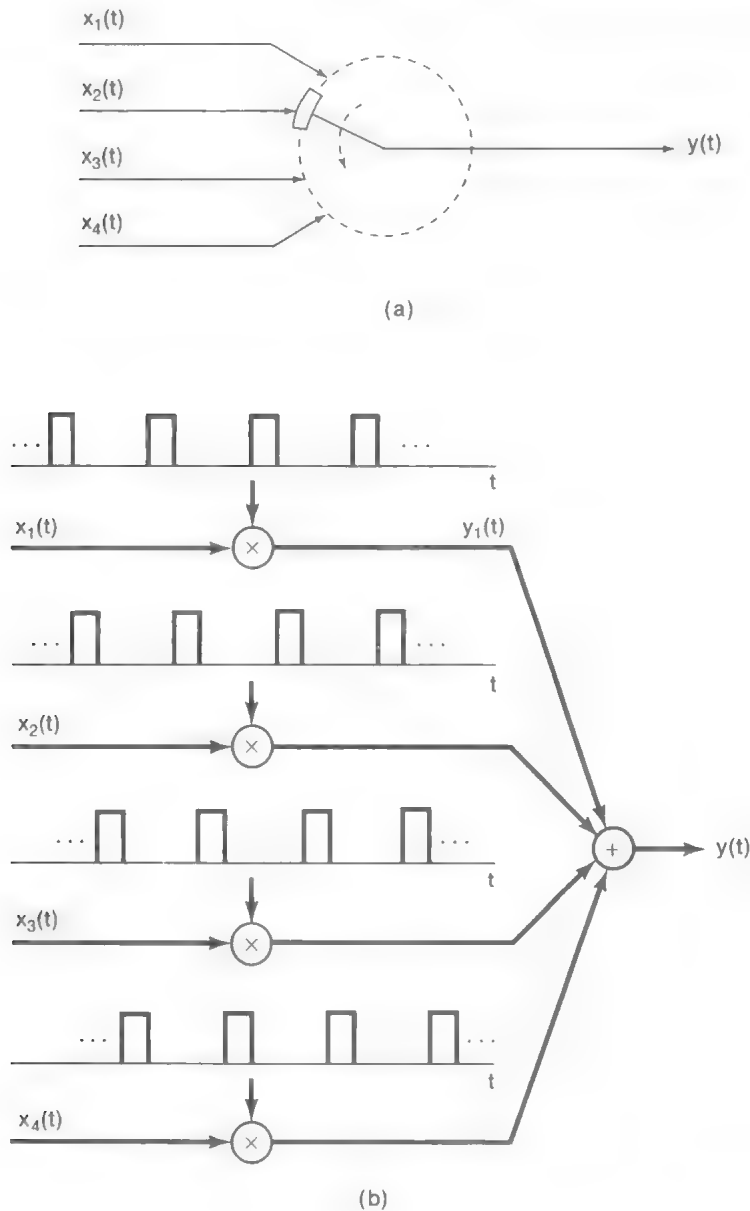 x₁(t)
x₂(t)
x₃(t)
x₄(t)
y(t)
(a)
... ...
t
x₁(t) y₁(t)
... ...
t
x₂(t)
... ...
t
x₃(t)
... ...
t
x₄(t)
×
×
×
×
+
y(t)
(b)